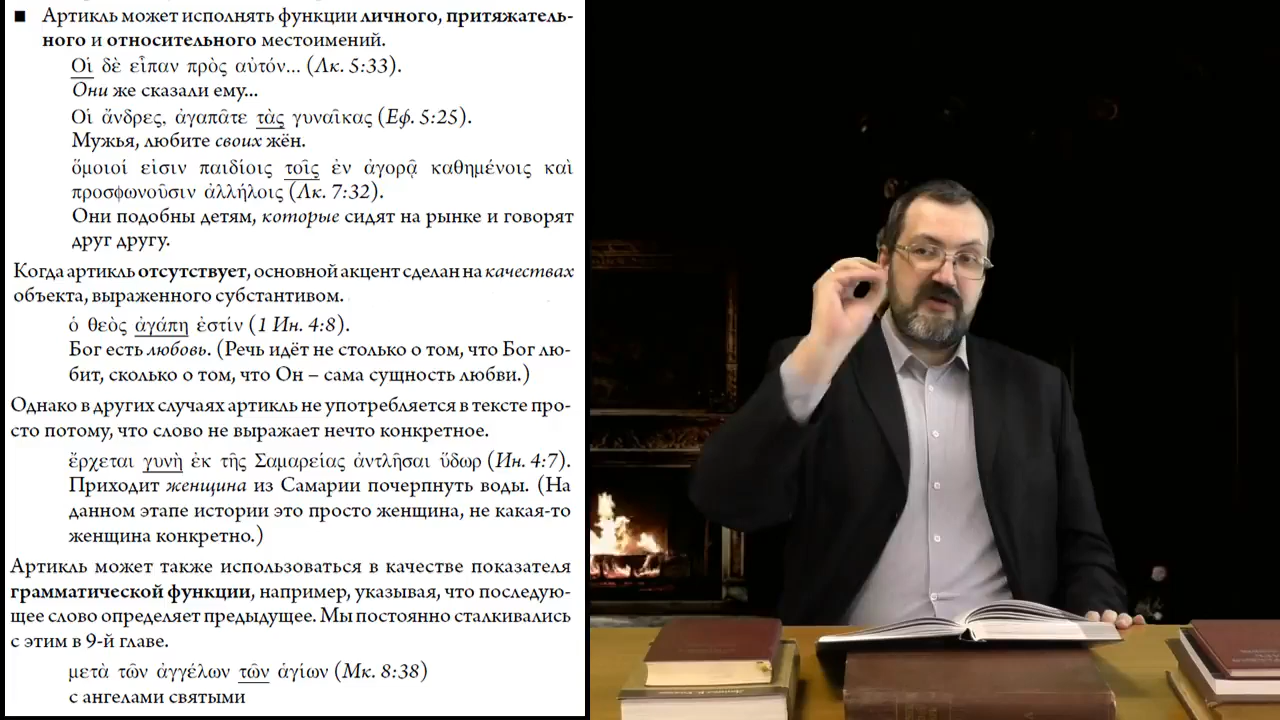 ■ Артикль может исполнять функции личного, притяжатель-
ного и относительного местоимений.
Οἱ δὲ εἶπαν πρὸς αὐτόν... (Лк. 5:33).
Они же сказали ему...
Οἱ ἄνδρες, ἀγαπᾶτε τὰς γυναῖκας (Еф. 5:25).
Мужья, любите своих жён.
ὅμοιοί εἰσιν παιδίοις τοῖς ἐν ἀγορᾷ καθημένοις καὶ
προσφωνοῦσιν ἀλλήλοις (Лк. 7:32).
Они подобны детям, которые сидят на рынке и говорят
друг другу.
Когда артикль отсутствует, основной акцент сделан на качествах
объекта, выраженного субстантивом.
ὁ θεὸς ἀγάπη ἐστίν (1 Ин. 4:8).
Бог есть любовь. (Речь идёт не столько о том, что Бог лю-
бит, сколько о том, что Он – сама сущность любви.)
Однако в других случаях артикль не употребляется в тексте про-
сто потому, что слово не выражает нечто конкретное.
ἔρχεται γυνὴ ἐκ τῆς Σαμαρείας ἀντλῆσαι ὕδωρ (Ин. 4:7).
Приходит женщина из Самарии почерпнуть воды. (На
данном этапе истории это просто женщина, не какая-то
женщина конкретно.)
Артикль может также использоваться в качестве показателя
грамматической функции, например, указывая, что последую-
щее слово определяет предыдущее. Мы постоянно сталкивались
с этим в 9-й главе.
μετὰ τῶν ἀγγέλων τῶν ἁγίων (Мк. 8:38)
с ангелами святыми